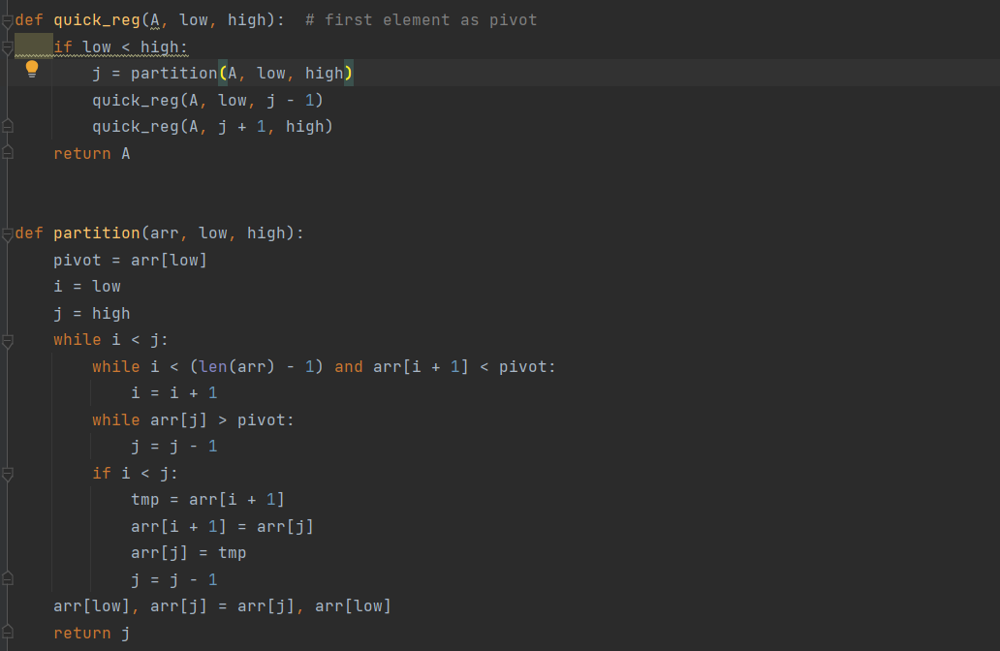 def quick_reg(A, low, high):  # first element as pivot
    if low < high:
        j = partition(A, low, high)
        quick_reg(A, low, j - 1)
        quick_reg(A, j + 1, high)
    return A
def partition(arr, low, high):
    pivot = arr[low]
    i = low
    j = high
    while i < j:
        while i < (len(arr) - 1) and arr[i + 1] < pivot:
            i = i + 1
        while arr[j] > pivot:
            j = j - 1
        if i < j:
            tmp = arr[i + 1]
            arr[i + 1] = arr[j]
            arr[j] = tmp
            j = j - 1
    arr[low], arr[j] = arr[j], arr[low]
    return j